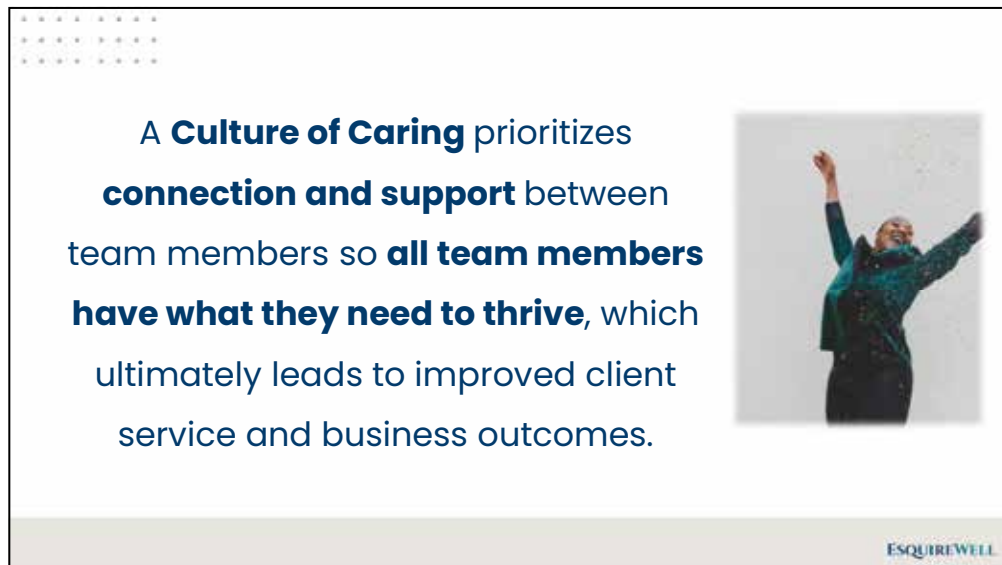 A Culture of Caring prioritizes
connection and support between
team members so all team members
have what they need to thrive, which
ultimately leads to improved client
service and business outcomes.
ESQUIREWELL